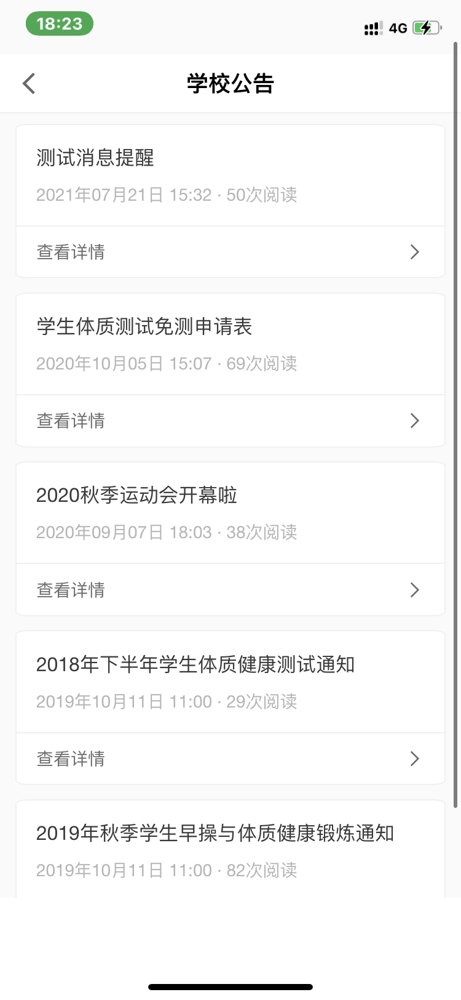 18:23
4G
学校公告
测试消息提醒
2021年07月21日 15:32 · 50次阅读
查看详情
学生体质测试免测申请表
2020年10月05日 15:07 · 69次阅读
查看详情
2020秋季运动会开幕啦
2020年09月07日 18:03 · 38次阅读
查看详情
2018年下半年学生体质健康测试通知
2019年10月11日 11:00 · 29次阅读
查看详情
2019年秋季学生早操与体质健康锻炼通知
2019年10月11日 11:00 · 82次阅读